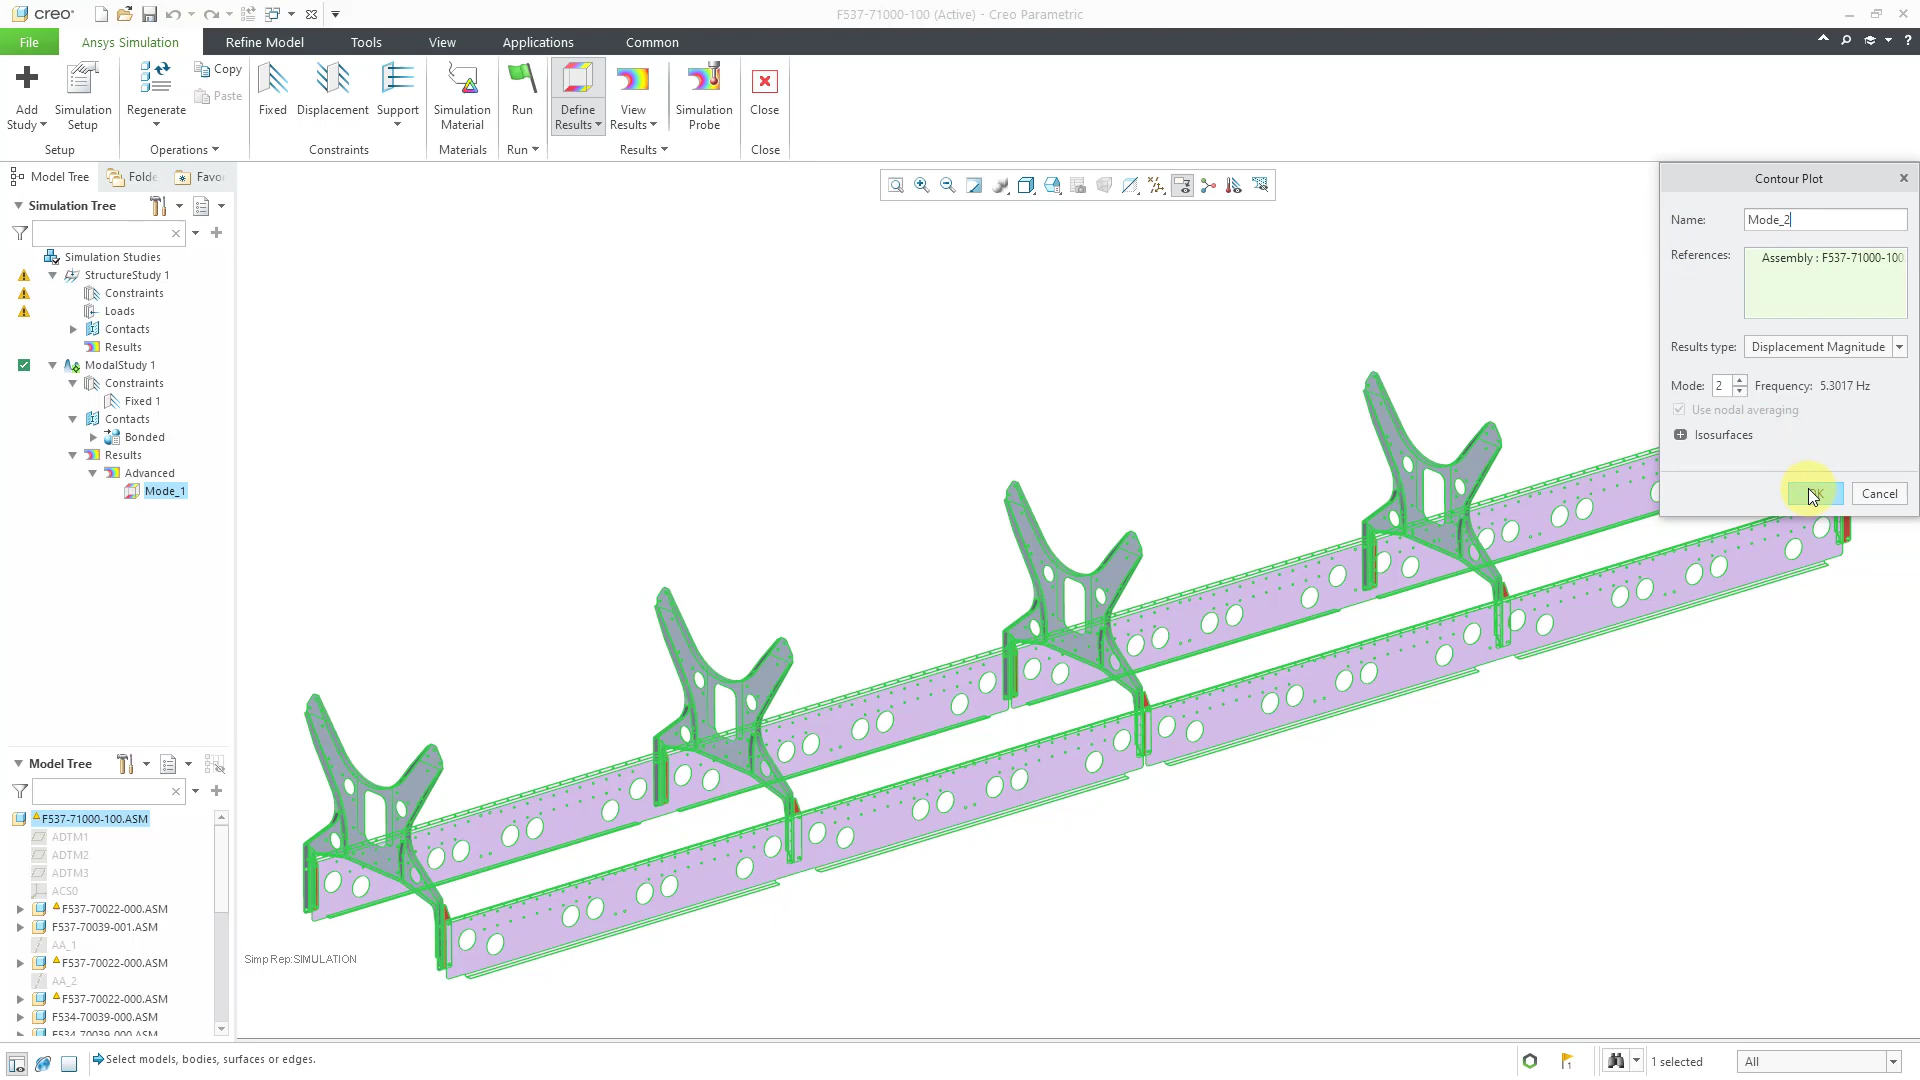 creo
F537-71000-100 (Active) - Creo Parametric
File
Ansys Simulation
Refine Model
Tools
View
Applications
Common
Add Study
Simulation Setup
Regenerate
Copy
Paste
Fixed
Displacement
Support
Simulation Material
Run
Define Results
View Results
Simulation Probe
Close
Setup
Operations
Constraints
Materials
Run
Results
Close
Model Tree
Folde
Favor
Simulation Tree
Simulation Studies
StructureStudy 1
Constraints
Loads
Contacts
Results
ModalStudy 1
Constraints
Fixed 1
Contacts
Bonded
Results
Advanced
Mode_1
Contour Plot
Name: Mode_2
References: Assembly : F537-71000-100
Results type: Displacement Magnitude
Mode: 2 Frequency: 5.3017 Hz
Use nodal averaging
Isosurfaces
OK
Cancel
Model Tree
F537-71000-100.ASM
ADTM1
ADTM2
ADTM3
ACS0
F537-70022-000.ASM
F537-70039-001.ASM
AA_1
F537-70022-000.ASM
AA_2
F537-70022-000.ASM
F534-70039-000.ASM
F534-70039-000.ASM
Simp Rep:SIMULATION
Select models, bodies, surfaces or edges.
1
1 selected
All